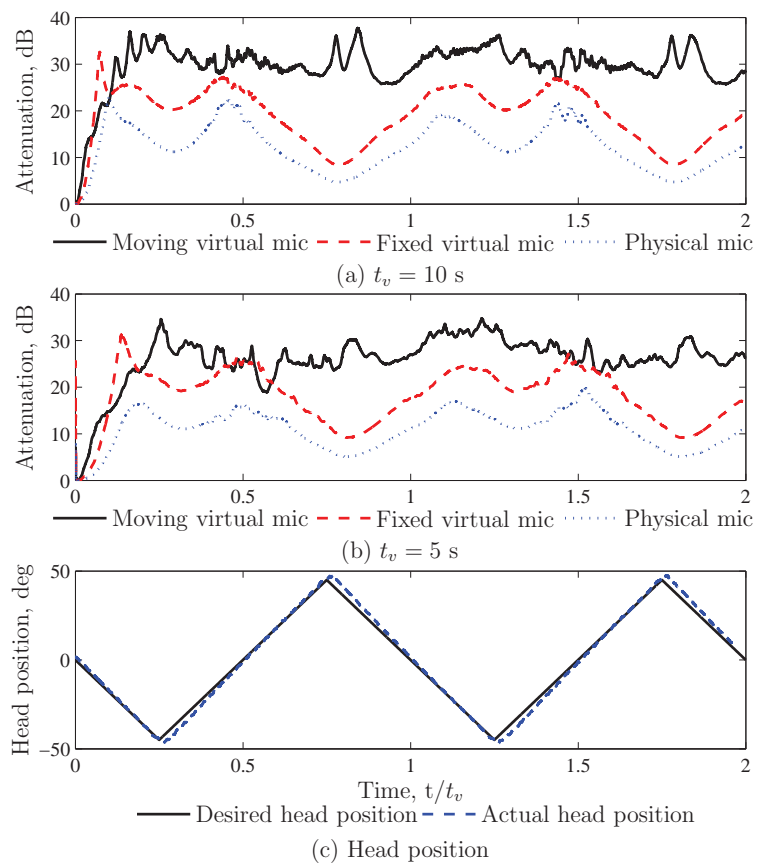 Attenuation, dB
40
30
20
10
0
0 0.5 1 1.5 2
Moving virtual mic Fixed virtual mic Physical mic
(a) t_v = 10 s
Attenuation, dB
40
30
20
10
0
0 0.5 1 1.5 2
Moving virtual mic Fixed virtual mic Physical mic
(b) t_v = 5 s
Head position, deg
50
0
−50
0 0.5 1 1.5 2
Time, t/t_v
Desired head position Actual head position
(c) Head position